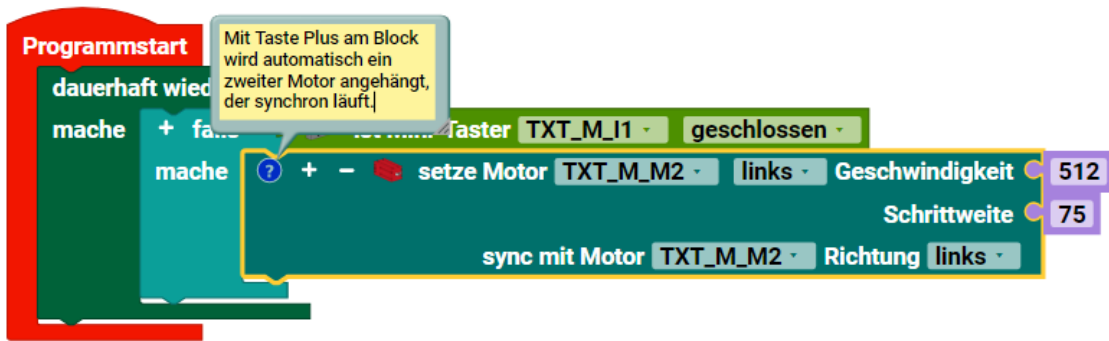 Programmstart
Mit Taste Plus am Block
wird automatisch ein
zweiter Motor angehängt,
der synchron läuft.
dauerhaft
mache + Taster TXT_M_I1 geschlossen
mache ? + - setze Motor TXT_M_M2 links Geschwindigkeit 512
Schrittweite 75
sync mit Motor TXT_M_M2 Richtung links